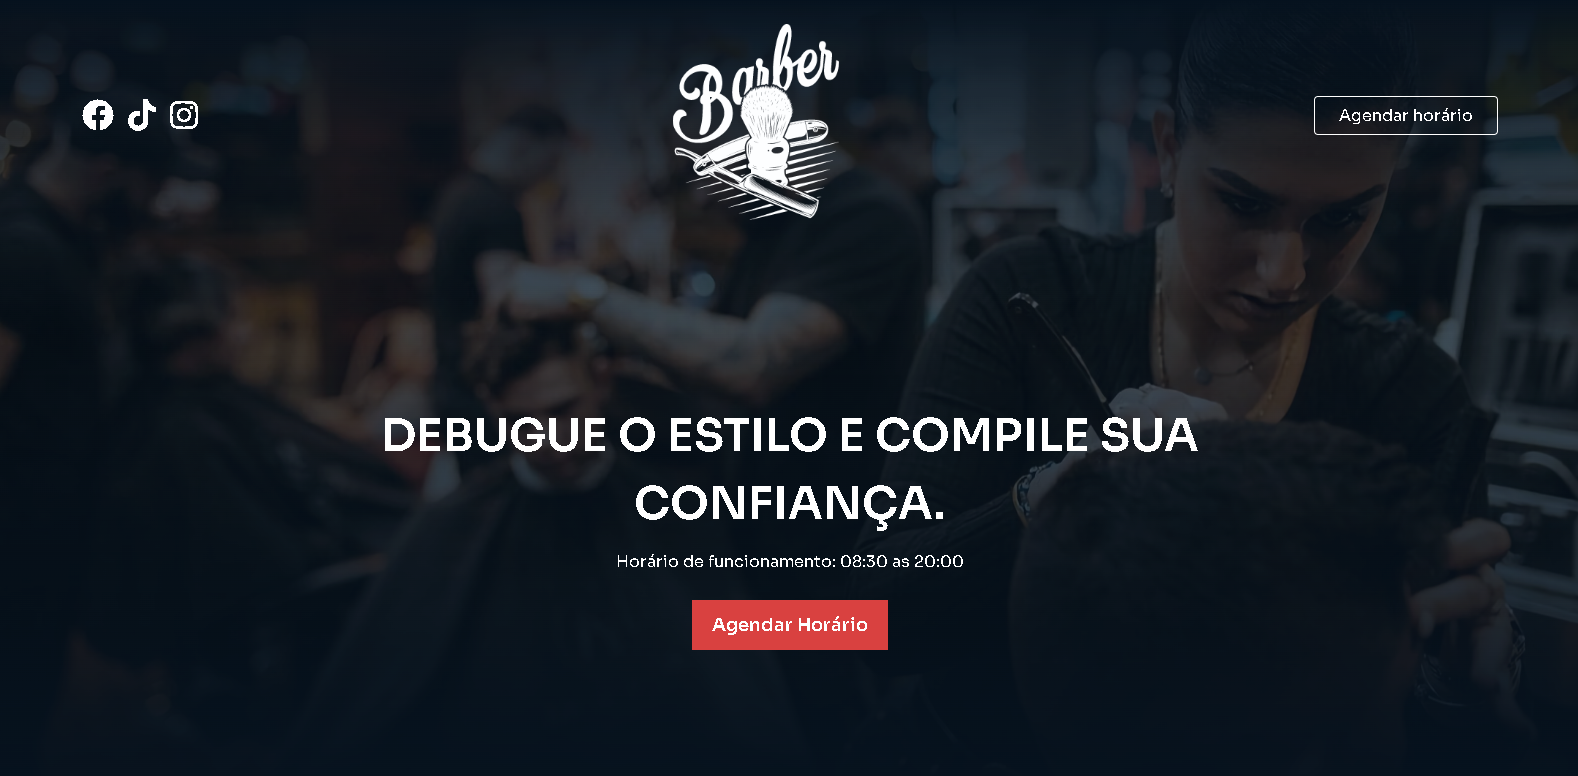 Barber
Agendar horário
DEBUGUE O ESTILO E COMPILE SUA
CONFIANÇA.
Horário de funcionamento: 08:30 as 20:00
Agendar Horário